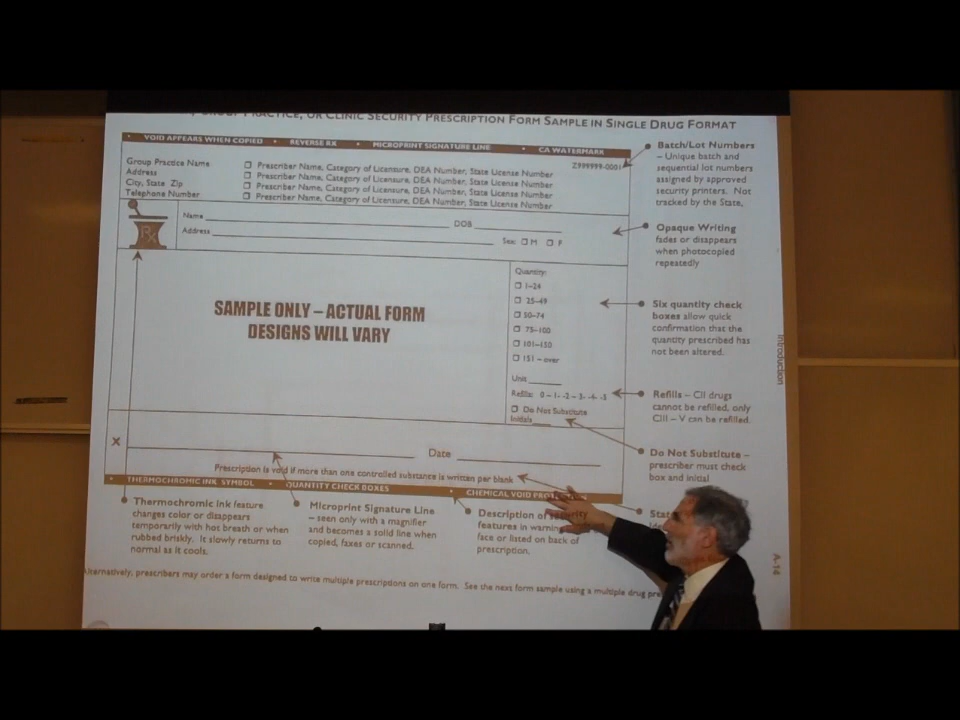 PRACTICE, OR CLINIC SECURITY PRESCRIPTION FORM SAMPLE IN SINGLE DRUG FORMAT
• VOID APPEARS WHEN COPIED • REVERSE RX • MICROPRINT SIGNATURE LINE • CA WATERMARK
Group Practice Name
Address
City, State Zip
Telephone Number
❒ Prescriber Name, Category of Licensure, DEA Number, State License Number
❒ Prescriber Name, Category of Licensure, DEA Number, State License Number
❒ Prescriber Name, Category of Licensure, DEA Number, State License Number
❒ Prescriber Name, Category of Licensure, DEA Number, State License Number
Z999999-0001
Rx
Name DOB
Address Sex: ❒ M ❒ F
SAMPLE ONLY – ACTUAL FORM
DESIGNS WILL VARY
Quantity:
❒ 1–24
❒ 25–49
❒ 50–74
❒ 75–100
❒ 101–150
❒ 151 – over
Unit
Refills: 0 - 1- -2 - 3- -4- -5
❒ Do Not Substitute
Initials
X
Date
Prescription is void if more than one controlled substance is written per blank
• THERMOCHROMIC INK SYMBOL • QUANTITY CHECK BOXES • CHEMICAL VOID
Batch/Lot Numbers
– Unique batch and
sequential lot numbers
assigned by approved
security printers. Not
tracked by the State.
Opaque Writing
fades or disappears
when photocopied
repeatedly
Six quantity check
boxes allow quick
confirmation that the
quantity prescribed has
not been altered.
Refills – CII drugs
cannot be refilled, only
CIII – V can be refilled.
Do Not Substitute –
prescriber must check
box and initial
Thermochromic ink feature
changes color or disappears
temporarily with hot breath or when
rubbed briskly. It slowly returns to
normal as it cools.
Microprint Signature Line
– seen only with a magnifier
and becomes a solid line when
copied, faxes or scanned.
Description of security
features in
face or listed on back of
prescription.
Alternatively, prescribers may order a form designed to write multiple prescriptions on one form. See the next form sample using a multiple drug
Introduction
A-14